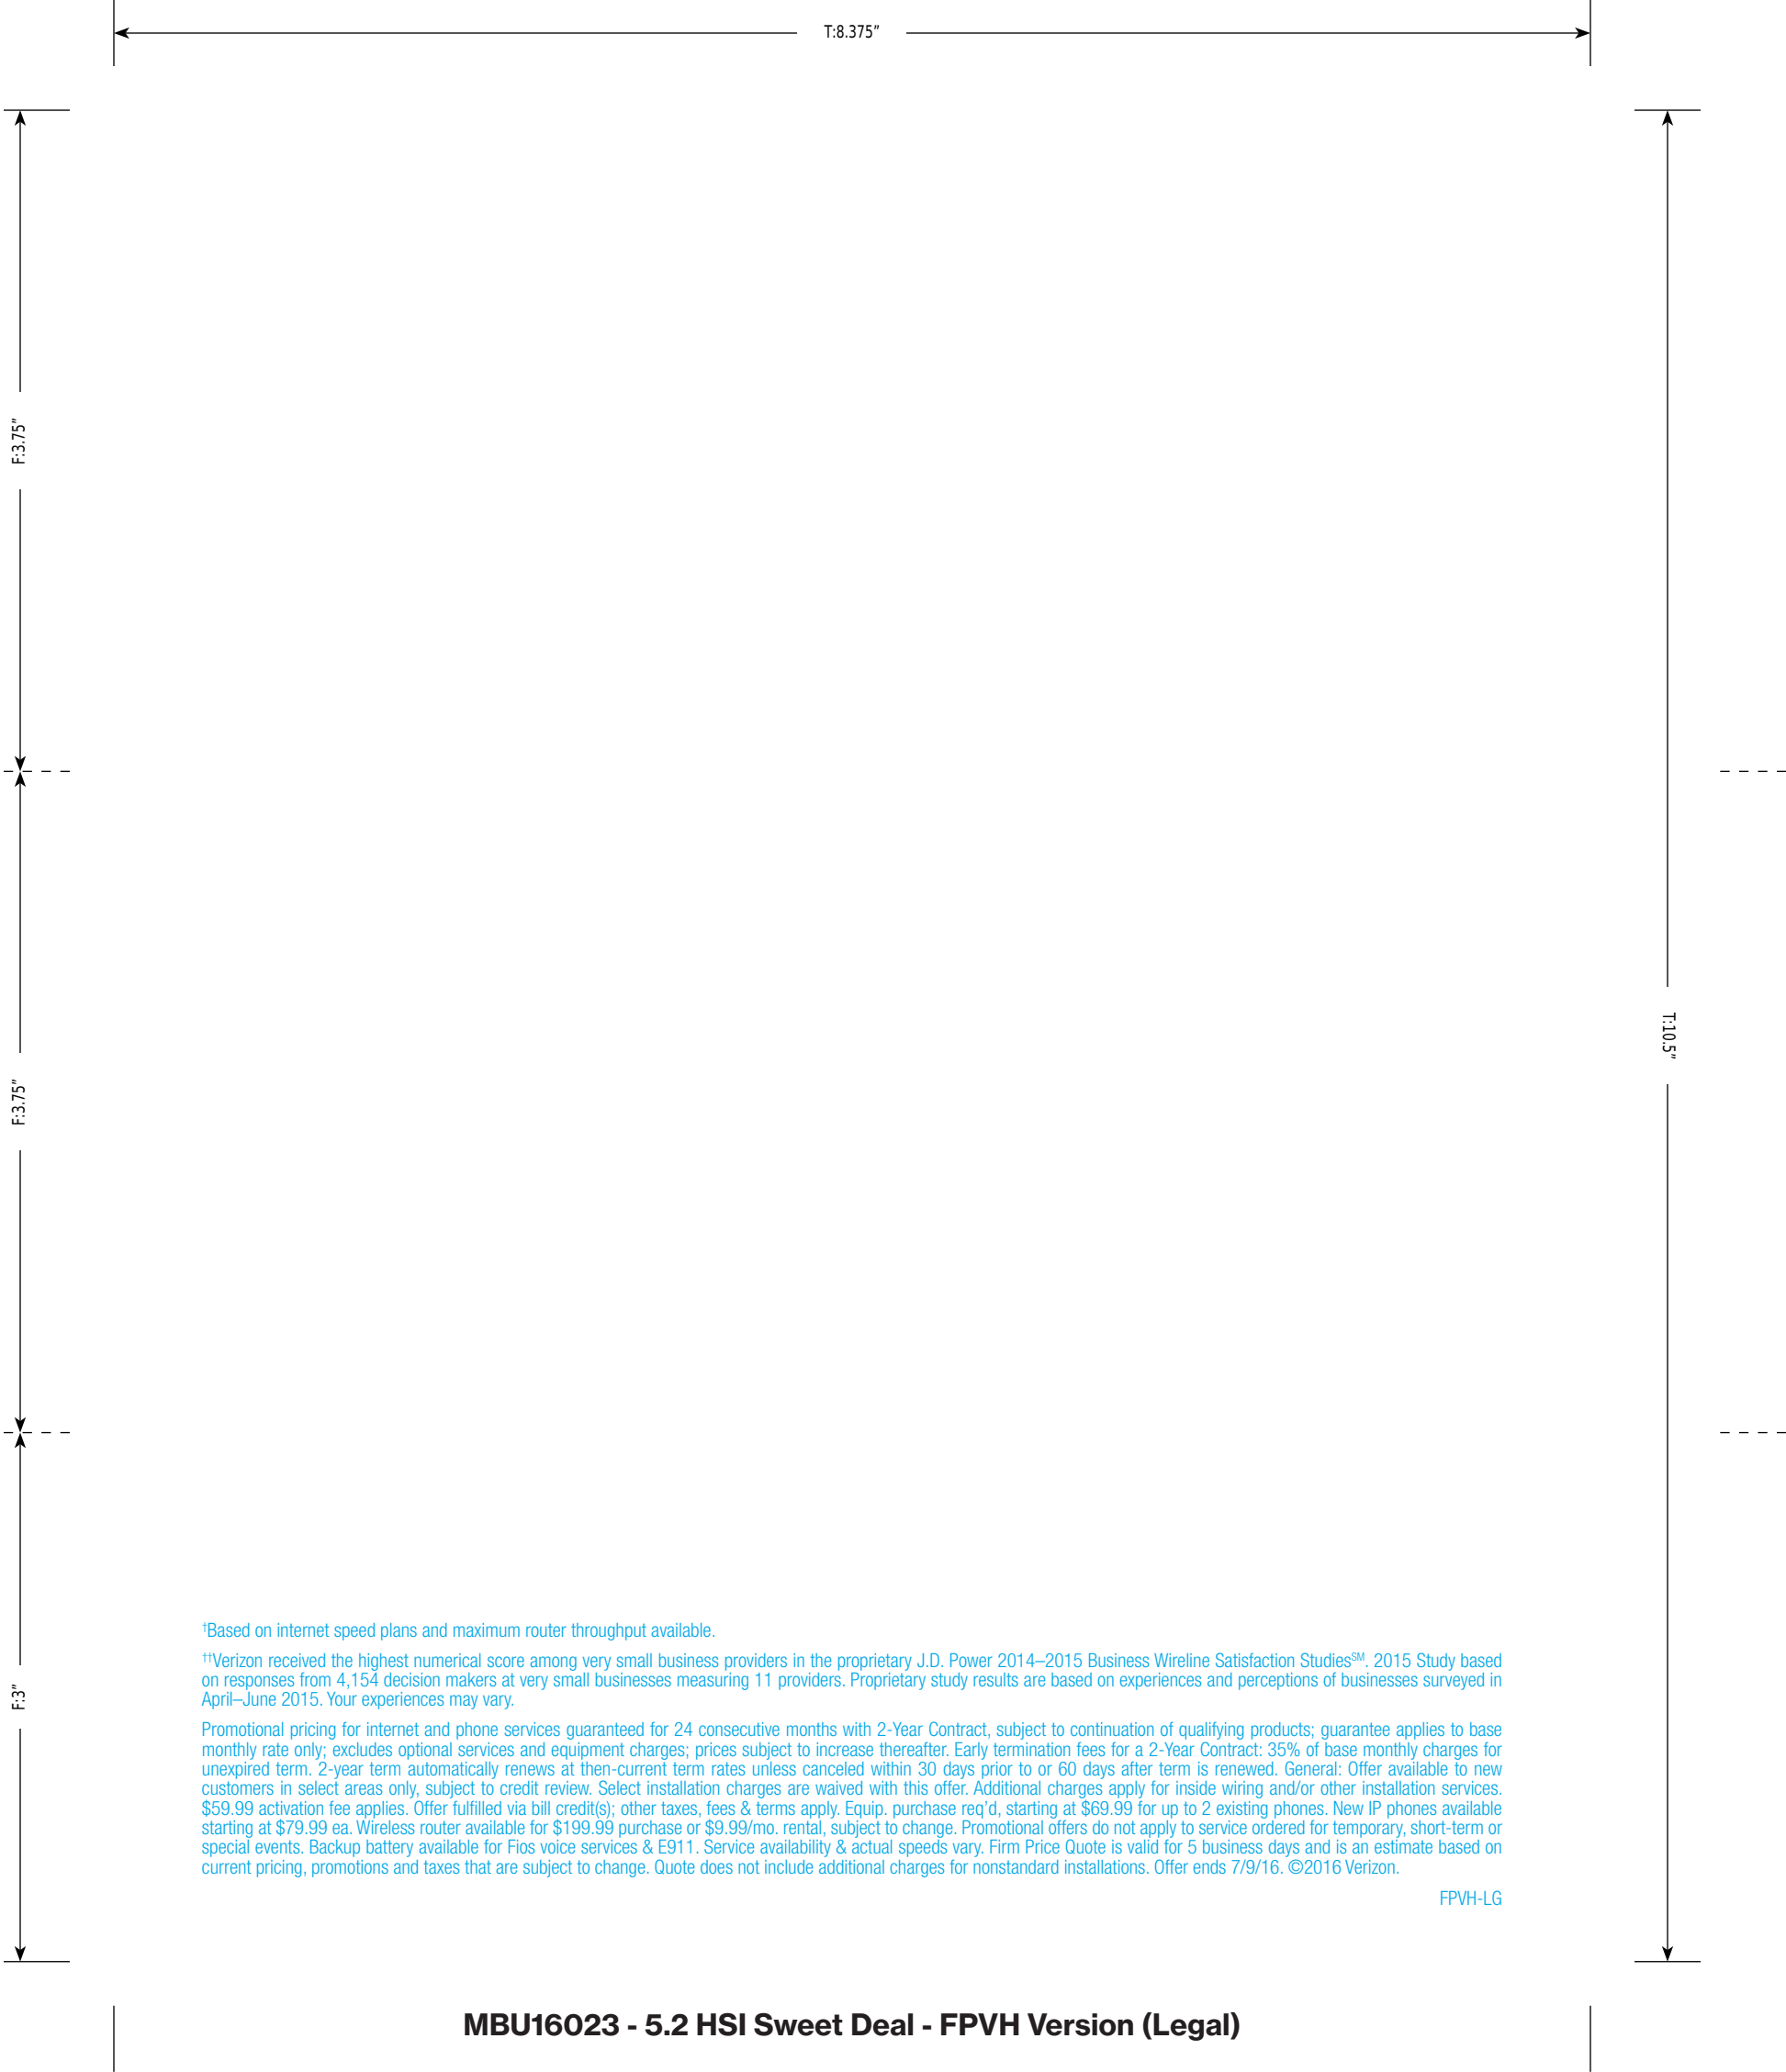 T:8.375"
F:3.75"
F:3.75"
T:10.5"
F:3"
†Based on internet speed plans and maximum router throughput available.
††Verizon received the highest numerical score among very small business providers in the proprietary J.D. Power 2014–2015 Business Wireline Satisfaction Studies℠. 2015 Study based
on responses from 4,154 decision makers at very small businesses measuring 11 providers. Proprietary study results are based on experiences and perceptions of businesses surveyed in
April–June 2015. Your experiences may vary.
Promotional pricing for internet and phone services guaranteed for 24 consecutive months with 2-Year Contract, subject to continuation of qualifying products; guarantee applies to base
monthly rate only; excludes optional services and equipment charges; prices subject to increase thereafter. Early termination fees for a 2-Year Contract: 35% of base monthly charges for
unexpired term. 2-year term automatically renews at then-current term rates unless canceled within 30 days prior to or 60 days after term is renewed. General: Offer available to new
customers in select areas only, subject to credit review. Select installation charges are waived with this offer. Additional charges apply for inside wiring and/or other installation services.
$59.99 activation fee applies. Offer fulfilled via bill credit(s); other taxes, fees & terms apply. Equip. purchase req'd, starting at $69.99 for up to 2 existing phones. New IP phones available
starting at $79.99 ea. Wireless router available for $199.99 purchase or $9.99/mo. rental, subject to change. Promotional offers do not apply to service ordered for temporary, short-term or
special events. Backup battery available for Fios voice services & E911. Service availability & actual speeds vary. Firm Price Quote is valid for 5 business days and is an estimate based on
current pricing, promotions and taxes that are subject to change. Quote does not include additional charges for nonstandard installations. Offer ends 7/9/16. ©2016 Verizon.
FPVH-LG
MBU16023 - 5.2 HSI Sweet Deal - FPVH Version (Legal)